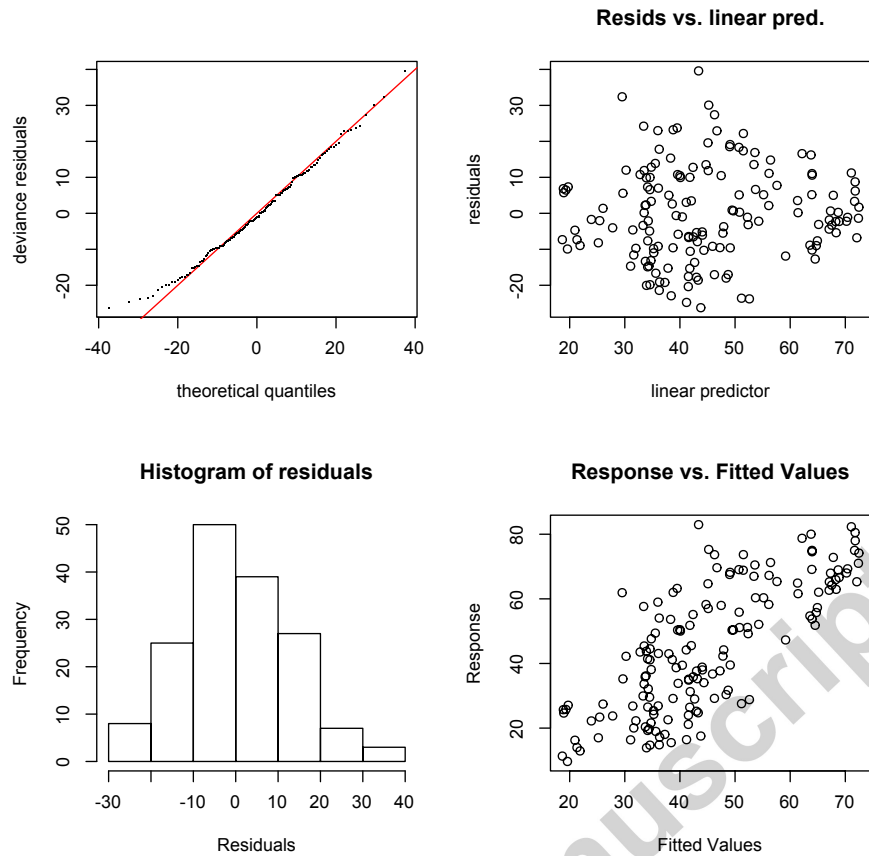 Resids vs. linear pred.
deviance residuals
-20 0 10 30
-40 -20 0 20 40
theoretical quantiles
residuals
-20 0 10 30
20 30 40 50 60 70
linear predictor
Histogram of residuals
Frequency
0 10 20 30 40 50
-30 -10 0 10 20 30 40
Residuals
Response vs. Fitted Values
Response
20 40 60 80
20 30 40 50 60 70
Fitted Values